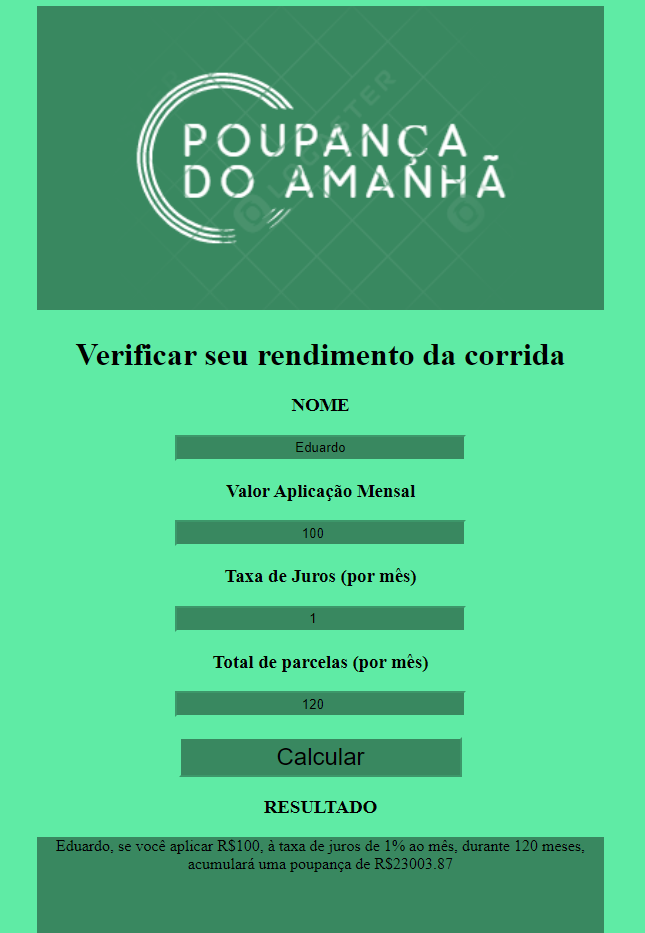 POUPANÇA
DO AMANHÃ
Verificar seu rendimento da corrida
NOME
Eduardo
Valor Aplicação Mensal
100
Taxa de Juros (por mês)
1
Total de parcelas (por mês)
120
Calcular
RESULTADO
Eduardo, se você aplicar R$100, à taxa de juros de 1% ao mês, durante 120 meses,
acumulará uma poupança de R$23003.87